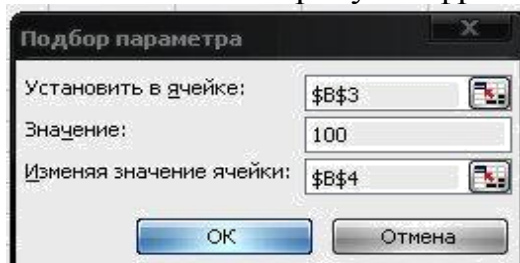 Подбор параметра
Установить в ячейке: $B$3
Значение: 100
Изменяя значение ячейки: $B$4
ОК Отмена